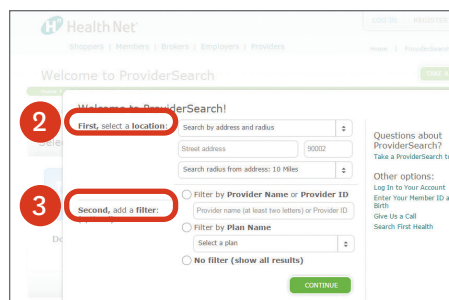 Health Net
LOG IN REGISTER
Shoppers | Members | Brokers | Employers | Providers
Home | ProviderSearch
Welcome to ProviderSearch
TAKE A
Welcome to ProviderSearch!
2 First, select a location: Search by address and radius
Street address 90002
Search radius from address: 10 Miles
Questions about
ProviderSearch?
Take a ProviderSearch to
Other options:
Log In to Your Account
Enter Your Member ID a
Birth
Give Us a Call
Search First Health
3 Second, add a filter:
Filter by Provider Name or Provider ID
Provider name (at least two letters) or Provider ID
Filter by Plan Name
Select a plan
No filter (show all results)
CONTINUE